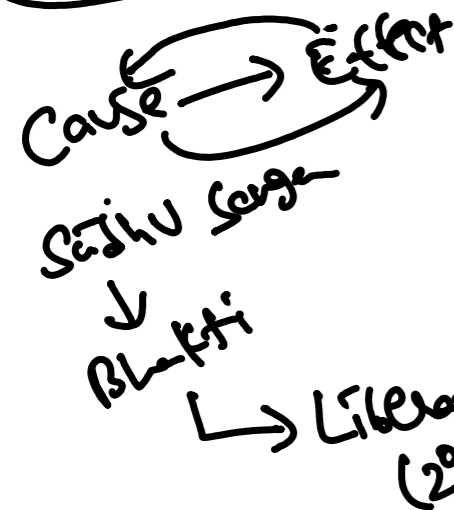 Cause → Effect
Sadhu Sanga
↓
Bhakti
↳ Libera
(2